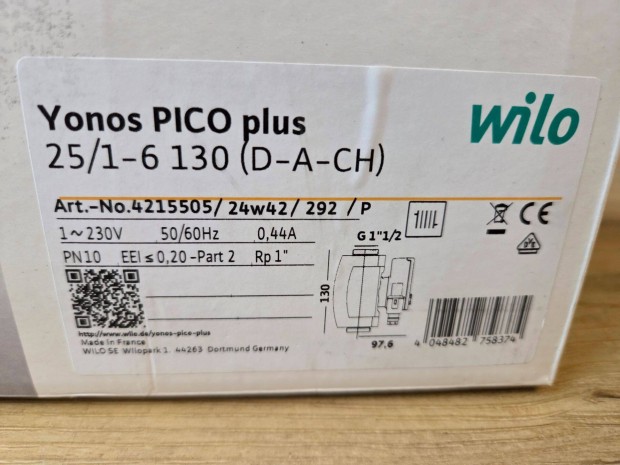 wilo
Yonos PICO plus
25/1-6 130 (D-A-CH)
Art.-No.4215505/ 24w42/ 292 /P
1~230V 50/60Hz 0,44A
PN10 EEI ≤ 0,20-Part 2 Rp 1"
G 1"1/2
CE
130
97.6
http://www.wilo.de/yonos-pico-plus
Made in France
WILO SE Wilopark 1 44263 Dortmund Germany
4 048482 758374